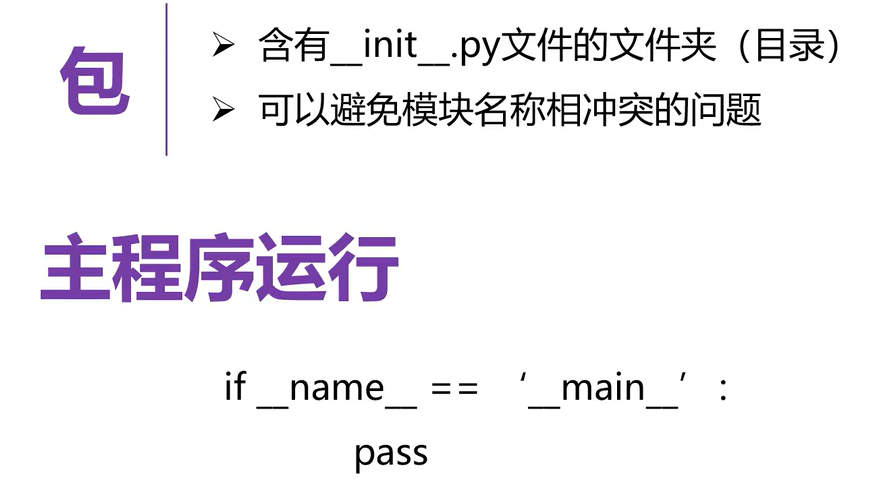 包
➢ 含有__init__.py文件的文件夹（目录）
➢ 可以避免模块名称相冲突的问题
主程序运行
if __name__ == ‘__main__’ :
pass